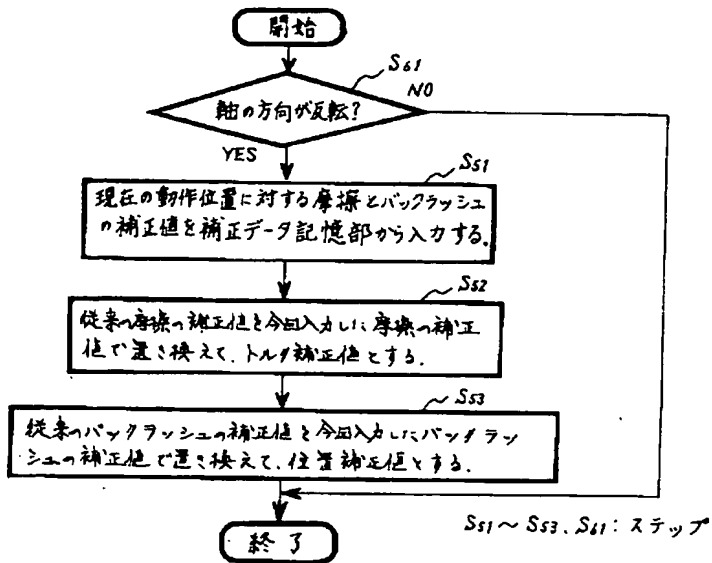 開始
S61
軸の方向が反転?
NO
YES
S51
現在の動作位置に対する摩擦とバックラッシュ
の補正値を補正データ記憶部から入力する。
S52
従来の摩擦の補正値を今回入力した摩擦の補正
値で置き換えて、トルク補正値とする。
S53
従来のバックラッシュの補正値を今回入力したバックラッ
シュの補正値で置き換えて、位置補正値とする。
終了
S51～S53、S61：ステップ